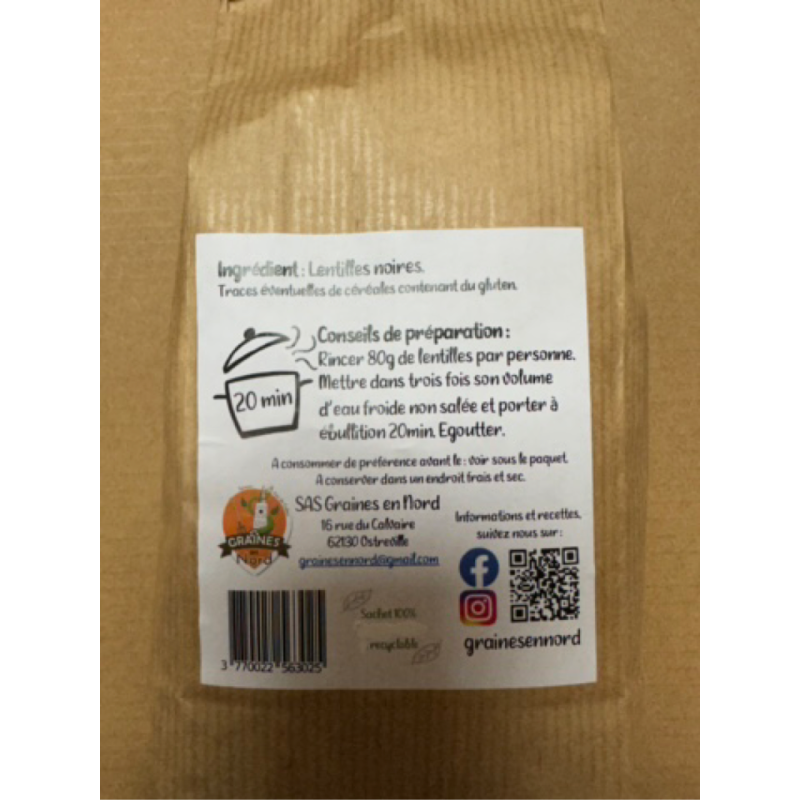 Ingrédient : Lentilles noires.
Traces éventuelles de céréales contenant du gluten.
Conseils de préparation :
Rincer 80g de lentilles par personne.
Mettre dans trois fois son volume
d'eau froide non salée et porter à
ébullition 20min. Egoutter.
20 min
A consommer de préférence avant le : voir sous le paquet.
A conserver dans un endroit frais et sec.
SAS Graines en Nord
16 rue du Calvaire
62130 Ostreville
grainesennord@gmail.com
GRAINES
en
Nord
Informations et recettes,
suivez nous sur :
grainesennord
Sachet 100%
recyclable
3 770022 563025